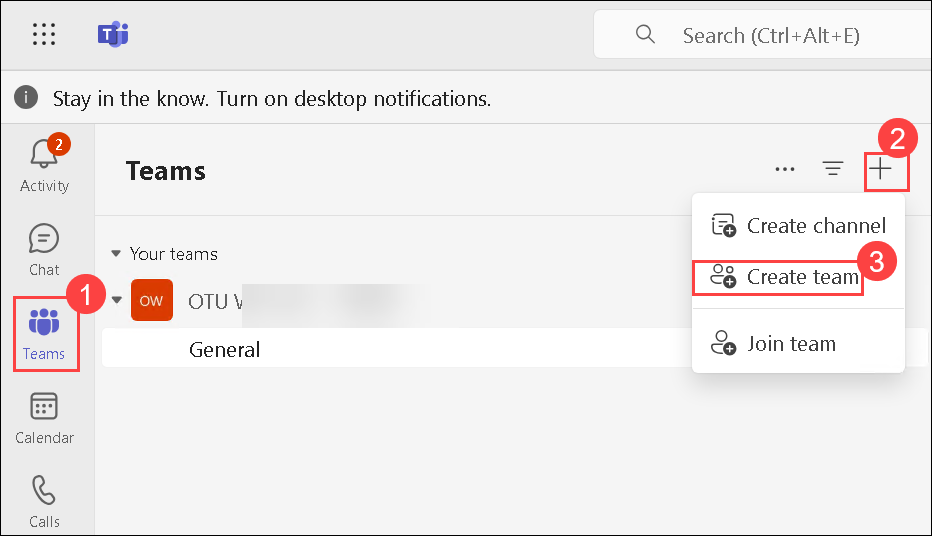 T
Search (Ctrl+Alt+E)
Stay in the know. Turn on desktop notifications.
2
Activity
Teams
2
Create channel
Chat
Your teams
Create team
3
1
OW
OTU
Teams
General
Join team
Calendar
Calls